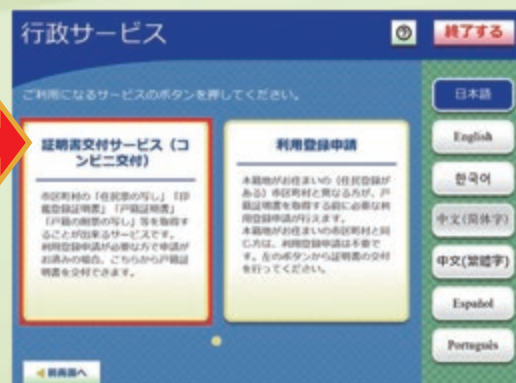 行政サービス
?
終了する
ご利用になるサービスのボタンを押してください。
証明書交付サービス（コ
ンビニ交付）
市区町村の「住民票の写し」「印
鑑登録証明書」「戸籍証明書」
「戸籍の附票の写し」等を取得す
ることが出来るサービスです。
利用登録申請が必要な方で申請が
お済みの場合、こちらから戸籍証
明書を交付できます。
利用登録申請
本籍地がお住まいの（住民登録が
ある）市区町村と異なる方が、戸
籍証明書を取得する前に必要な利
用登録申請が行えます。
本籍地がお住まいの市区町村と同
じ方は、利用登録申請は不要で
す。左のボタンから証明書の交付
を行ってください。
日本語
English
한국어
中文(简体字)
中文(繁體字)
Español
Português
前画面へ